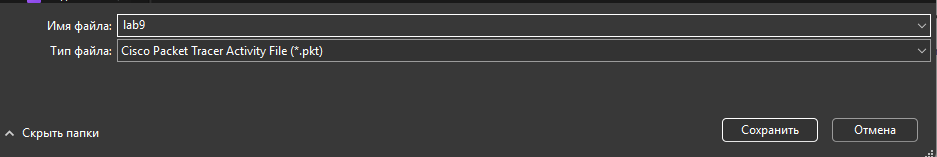 Имя файла: lab9
Тип файла: Cisco Packet Tracer Activity File (*.pkt)
Скрыть папки Сохранить Отмена